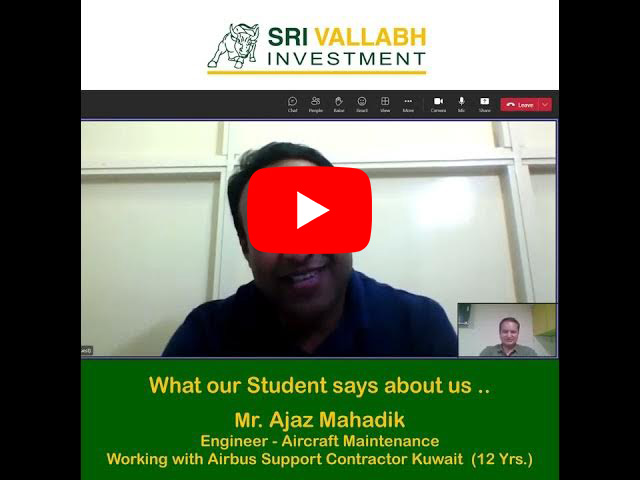 SRI VALLABH
INVESTMENT
Chat People Raise React View More Camera Mic Share Leave
What our Student says about us ..
Mr. Ajaz Mahadik
Engineer - Aircraft Maintenance
Working with Airbus Support Contractor Kuwait (12 Yrs.)